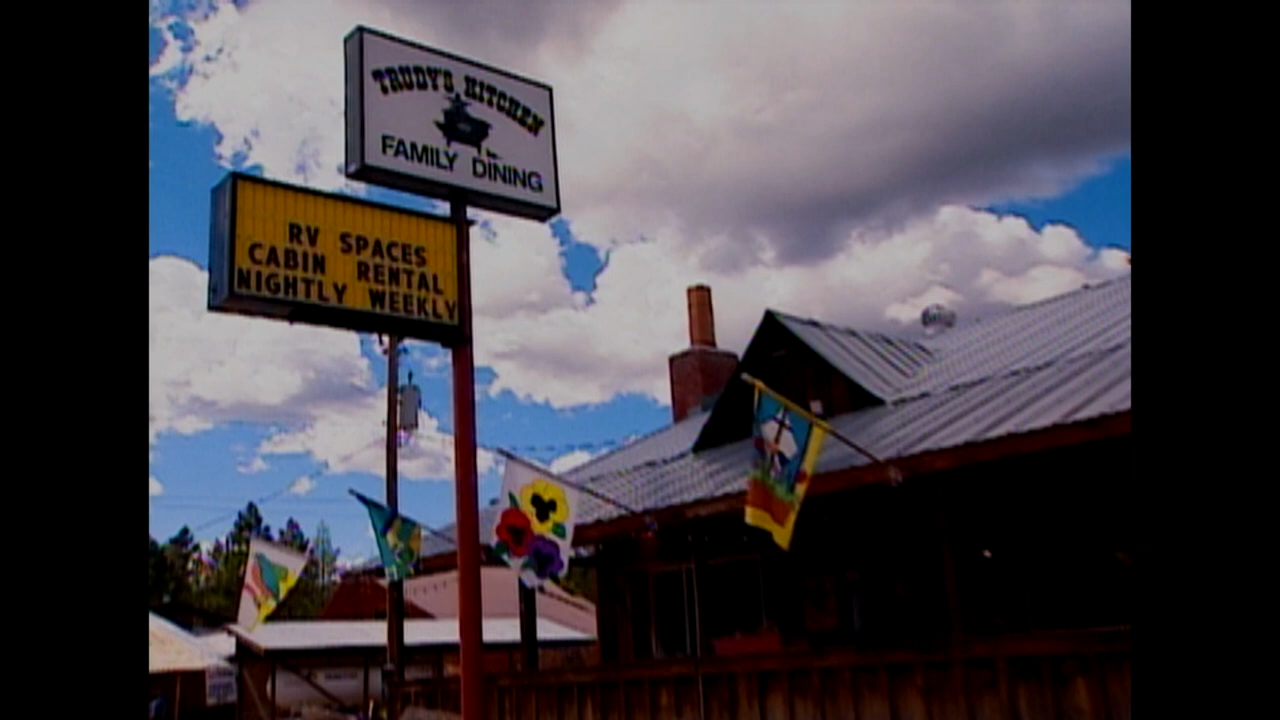 TRUDY'S KITCHEN
FAMILY DINING
RV SPACES
CABIN RENTAL
NIGHTLY WEEKLY